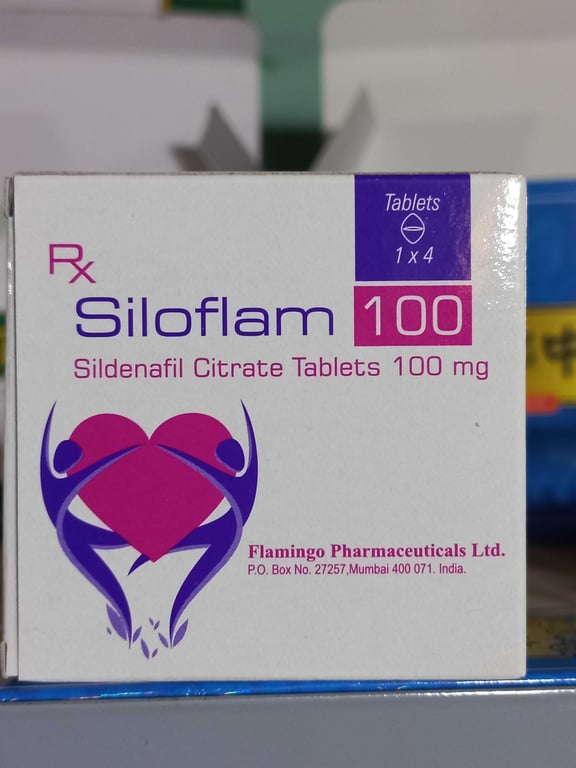 Tablets
1 x 4
Rx
Siloflam 100
Sildenafil Citrate Tablets 100 mg
Flamingo Pharmaceuticals Ltd.
P.O. Box No. 27257,Mumbai 400 071. India.
中